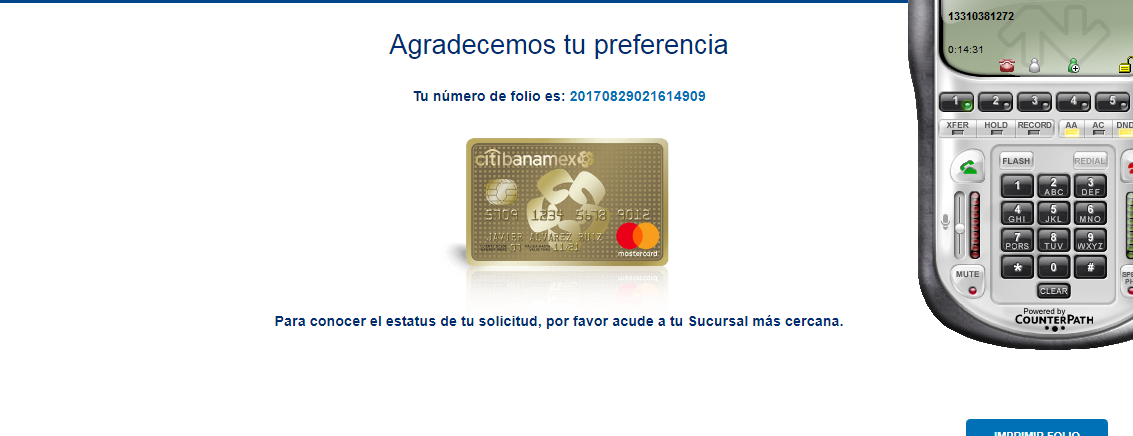 Agradecemos tu preferencia
Tu número de folio es: 20170829021614909
citibanamex
5709 1234 5678 9012
JAVIER ALVAREZ RUIZ
07 11/21
mastercard
Para conocer el estatus de tu solicitud, por favor acude a tu Sucursal más cercana.
IMPRIMIR FOLIO
13310381272
0:14:31
1 2 3 4 5
XFER HOLD RECORD AA AC DND
FLASH REDIAL
1 2 ABC 3 DEF
4 GHI 5 JKL 6 MNO
7 PQRS 8 TUV 9 WXYZ
* 0 #
MUTE
CLEAR
Powered by
COUNTERPATH